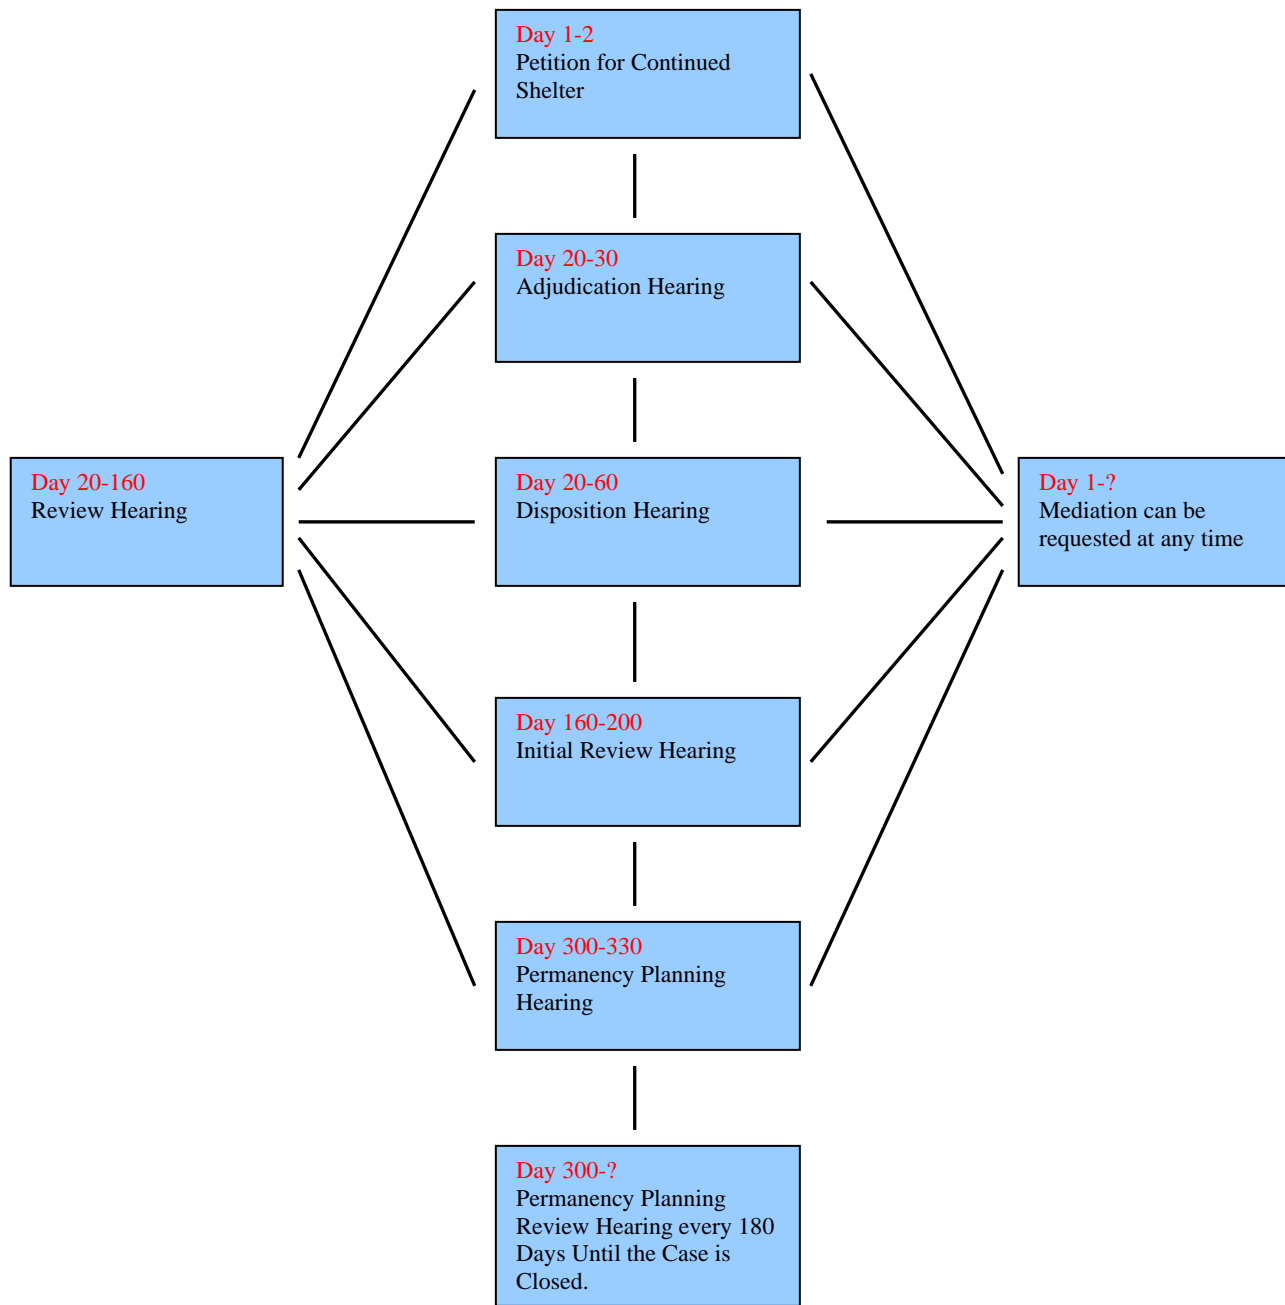 Day 1-2
Petition for Continued
Shelter
Day 20-30
Adjudication Hearing
Day 20-160
Review Hearing
Day 20-60
Disposition Hearing
Day 1-?
Mediation can be
requested at any time
Day 160-200
Initial Review Hearing
Day 300-330
Permanency Planning
Hearing
Day 300-?
Permanency Planning
Review Hearing every 180
Days Until the Case is
Closed.